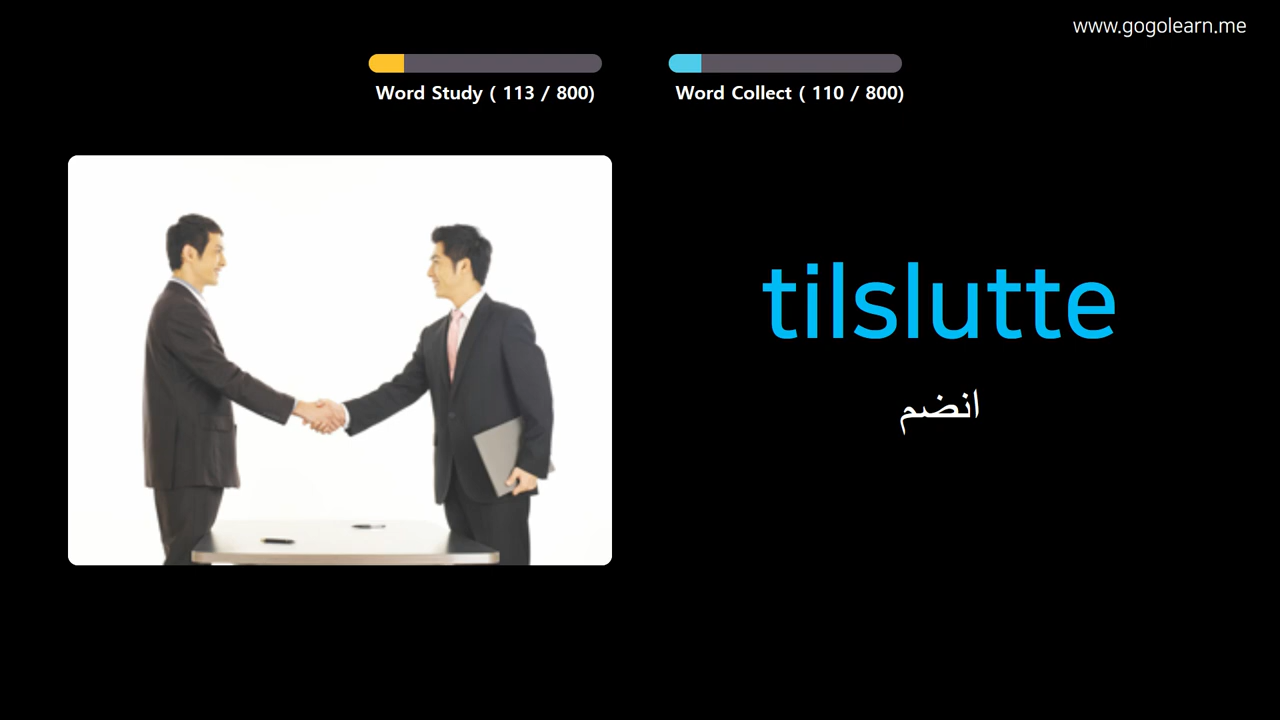 www.gogolearn.me
Word Study ( 113 / 800)
Word Collect ( 110 / 800)
tilslutte
انضم